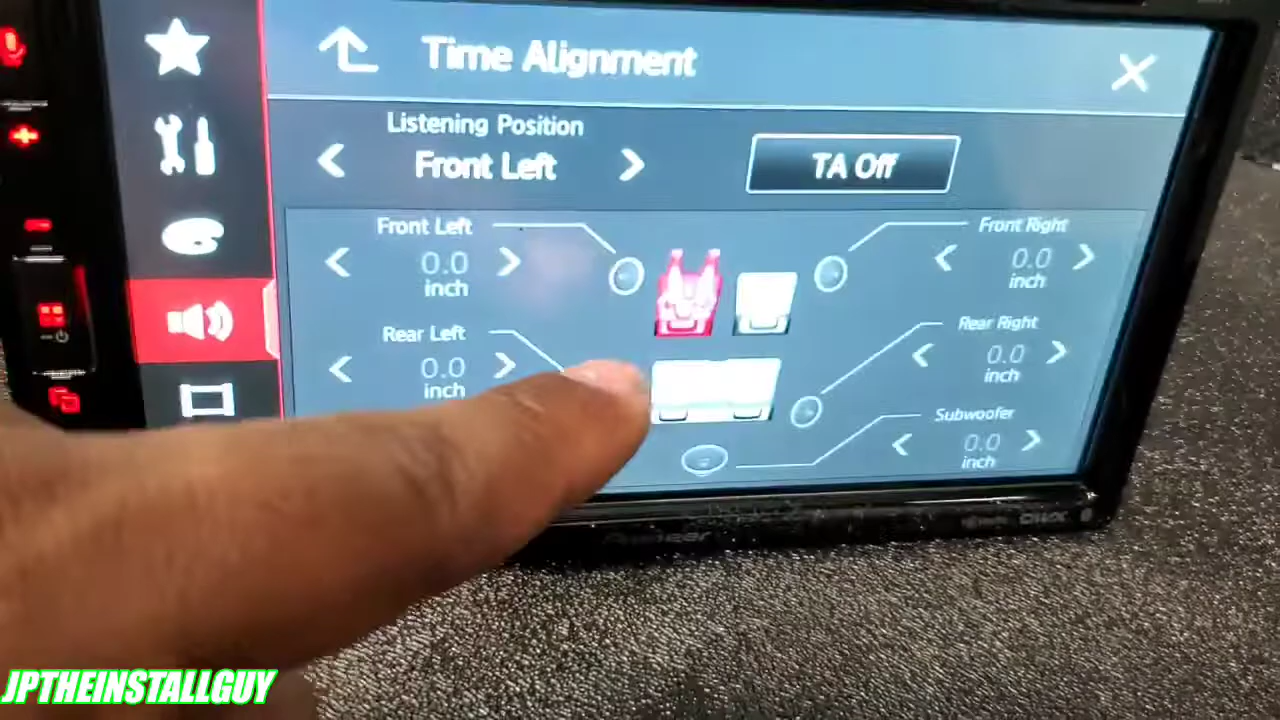 Time Alignment
Listening Position
Front Left
TA Off
Front Left
0.0
inch
Front Right
0.0
inch
Rear Left
0.0
inch
Rear Right
0.0
inch
Subwoofer
0.0
inch
Pioneer
JPTHEINSTALLGUY